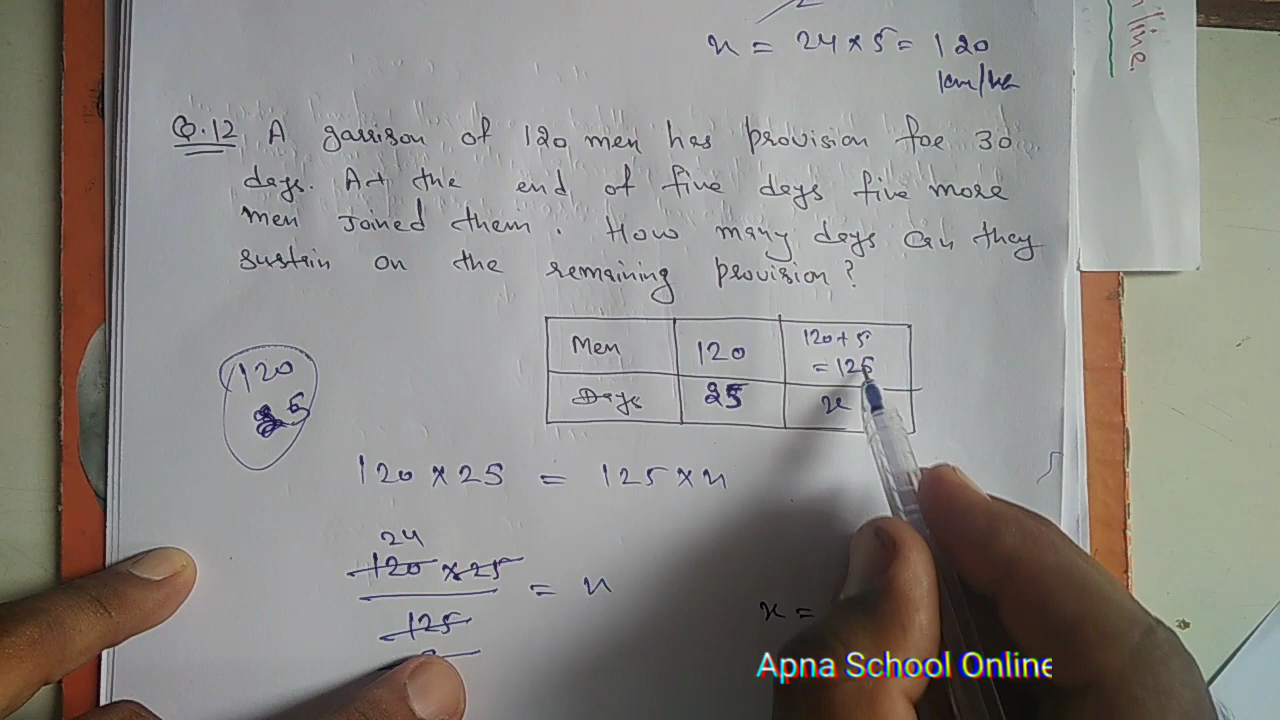 n/line
x = 24 × 5 = 120
km/hr
Q.12 A garrison of 120 men has provision for 30
days. At the end of five days five more
men joined them. How many days can they
sustain on the remaining provision?
Men 120 120+5
= 125
Days 25 x
120
25
120 × 25 = 125 × x
24
120 × 25 = x
125
x =
Apna School Online